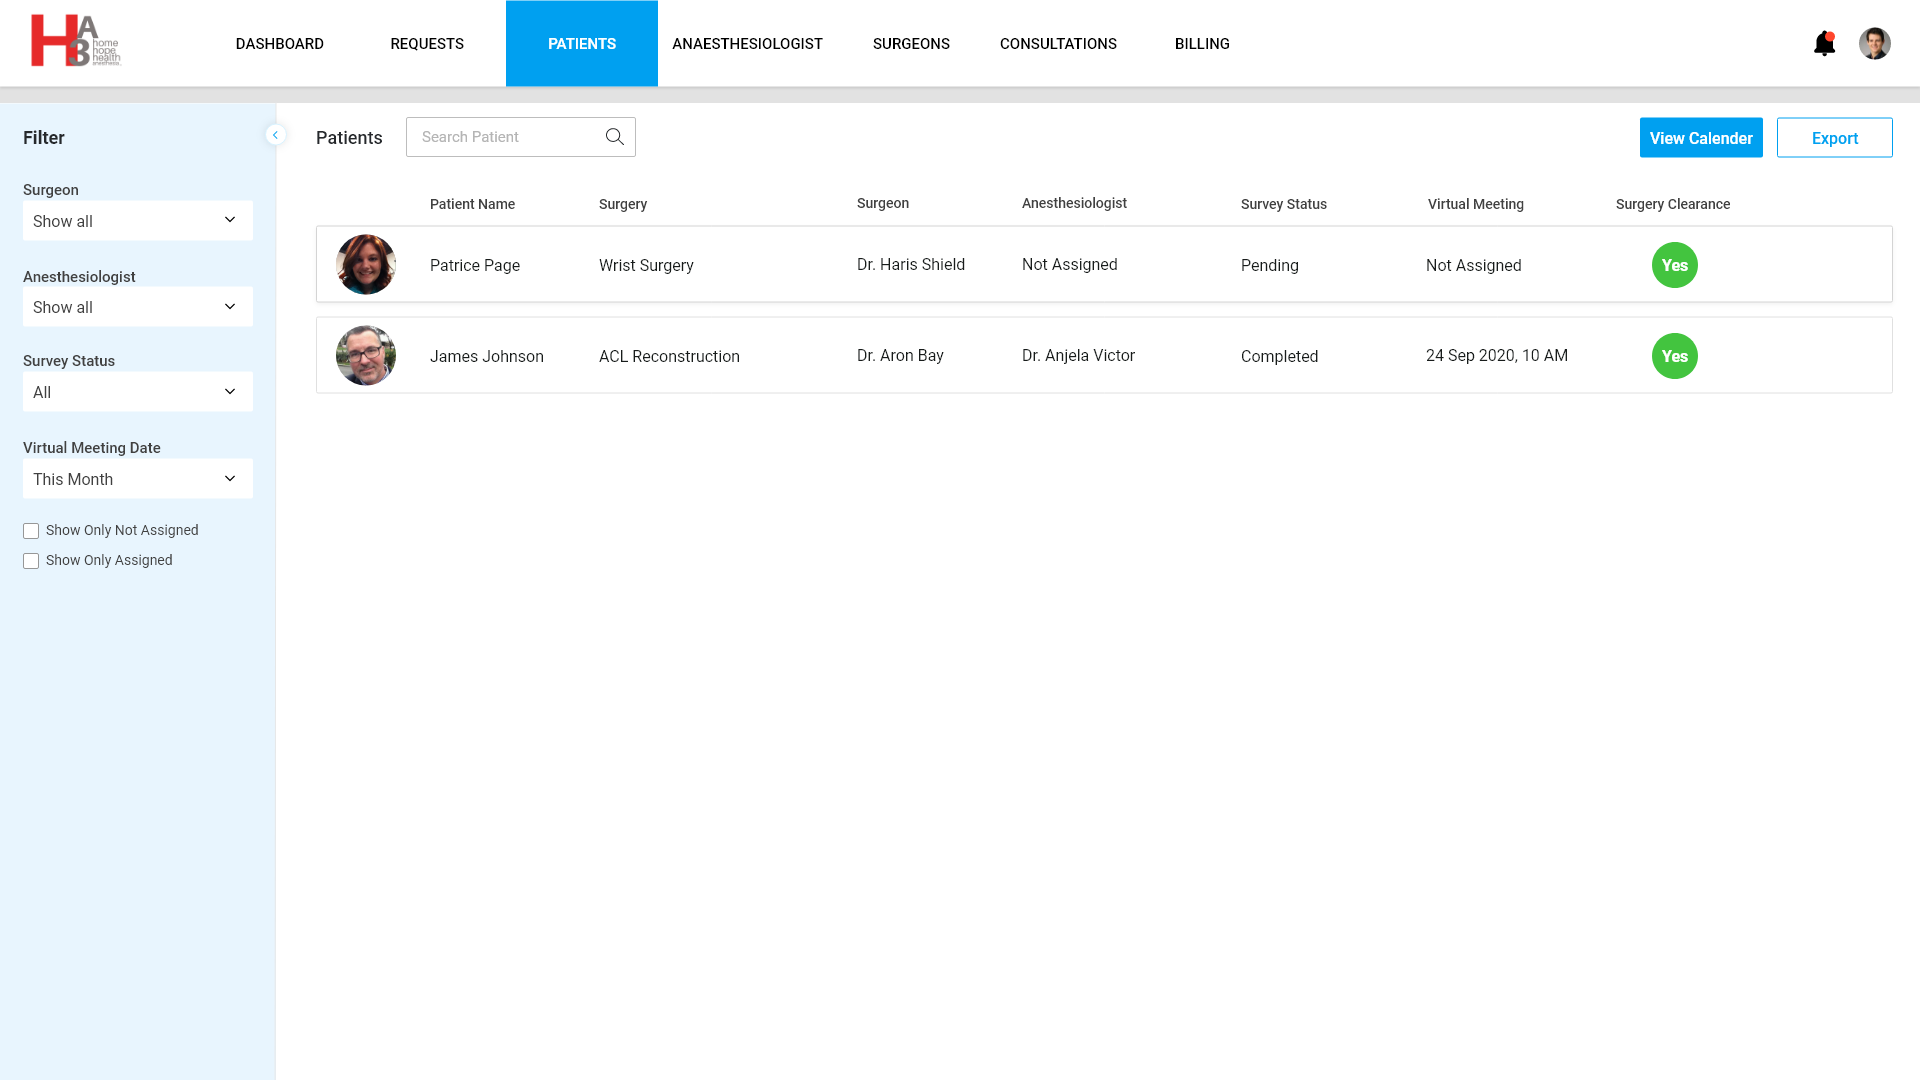 HA3
home
hope
health
anesthesia.
DASHBOARD
REQUESTS
PATIENTS
ANAESTHESIOLOGIST
SURGEONS
CONSULTATIONS
BILLING
Filter
Surgeon
Show all
Anesthesiologist
Show all
Survey Status
All
Virtual Meeting Date
This Month
Show Only Not Assigned
Show Only Assigned
Patients
Search Patient
View Calender
Export
Patient Name Surgery Surgeon Anesthesiologist Survey Status Virtual Meeting Surgery Clearance
Patrice Page Wrist Surgery Dr. Haris Shield Not Assigned Pending Not Assigned Yes
James Johnson ACL Reconstruction Dr. Aron Bay Dr. Anjela Victor Completed 24 Sep 2020, 10 AM Yes